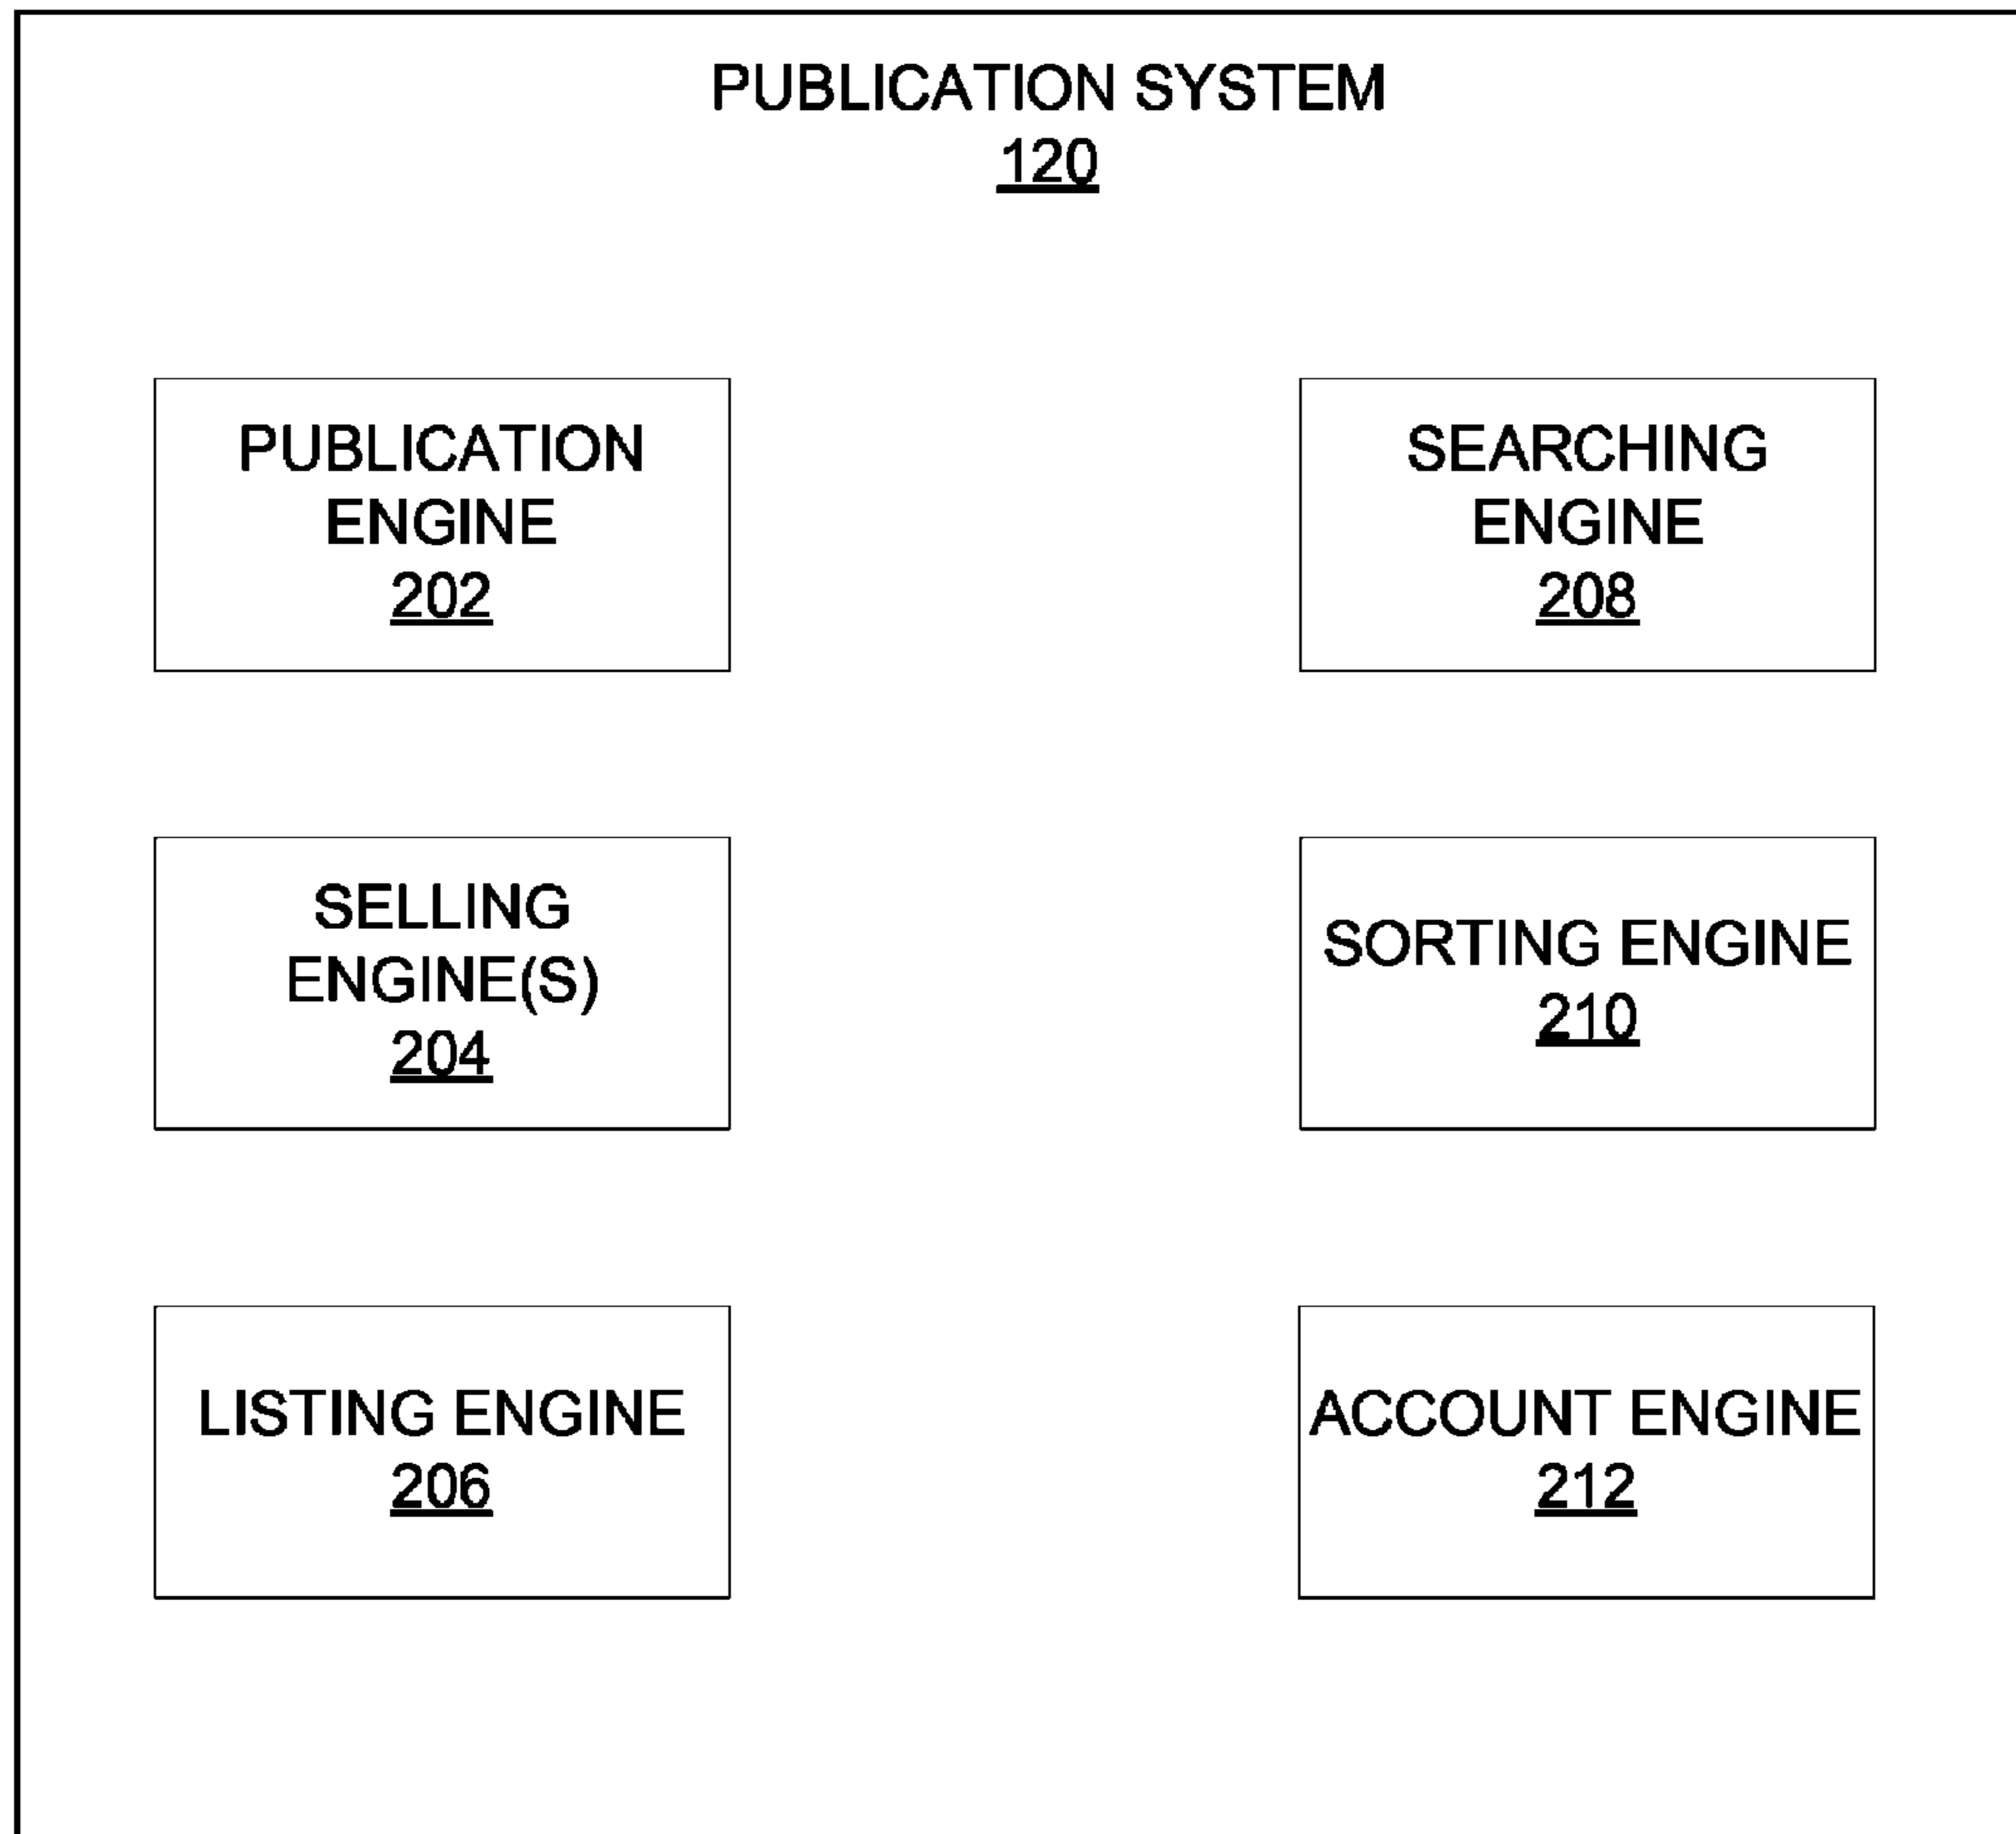 PUBLICATION SYSTEM
120
PUBLICATION
ENGINE
202
SEARCHING
ENGINE
208
SELLING
ENGINE(S)
204
SORTING ENGINE
210
LISTING ENGINE
206
ACCOUNT ENGINE
212